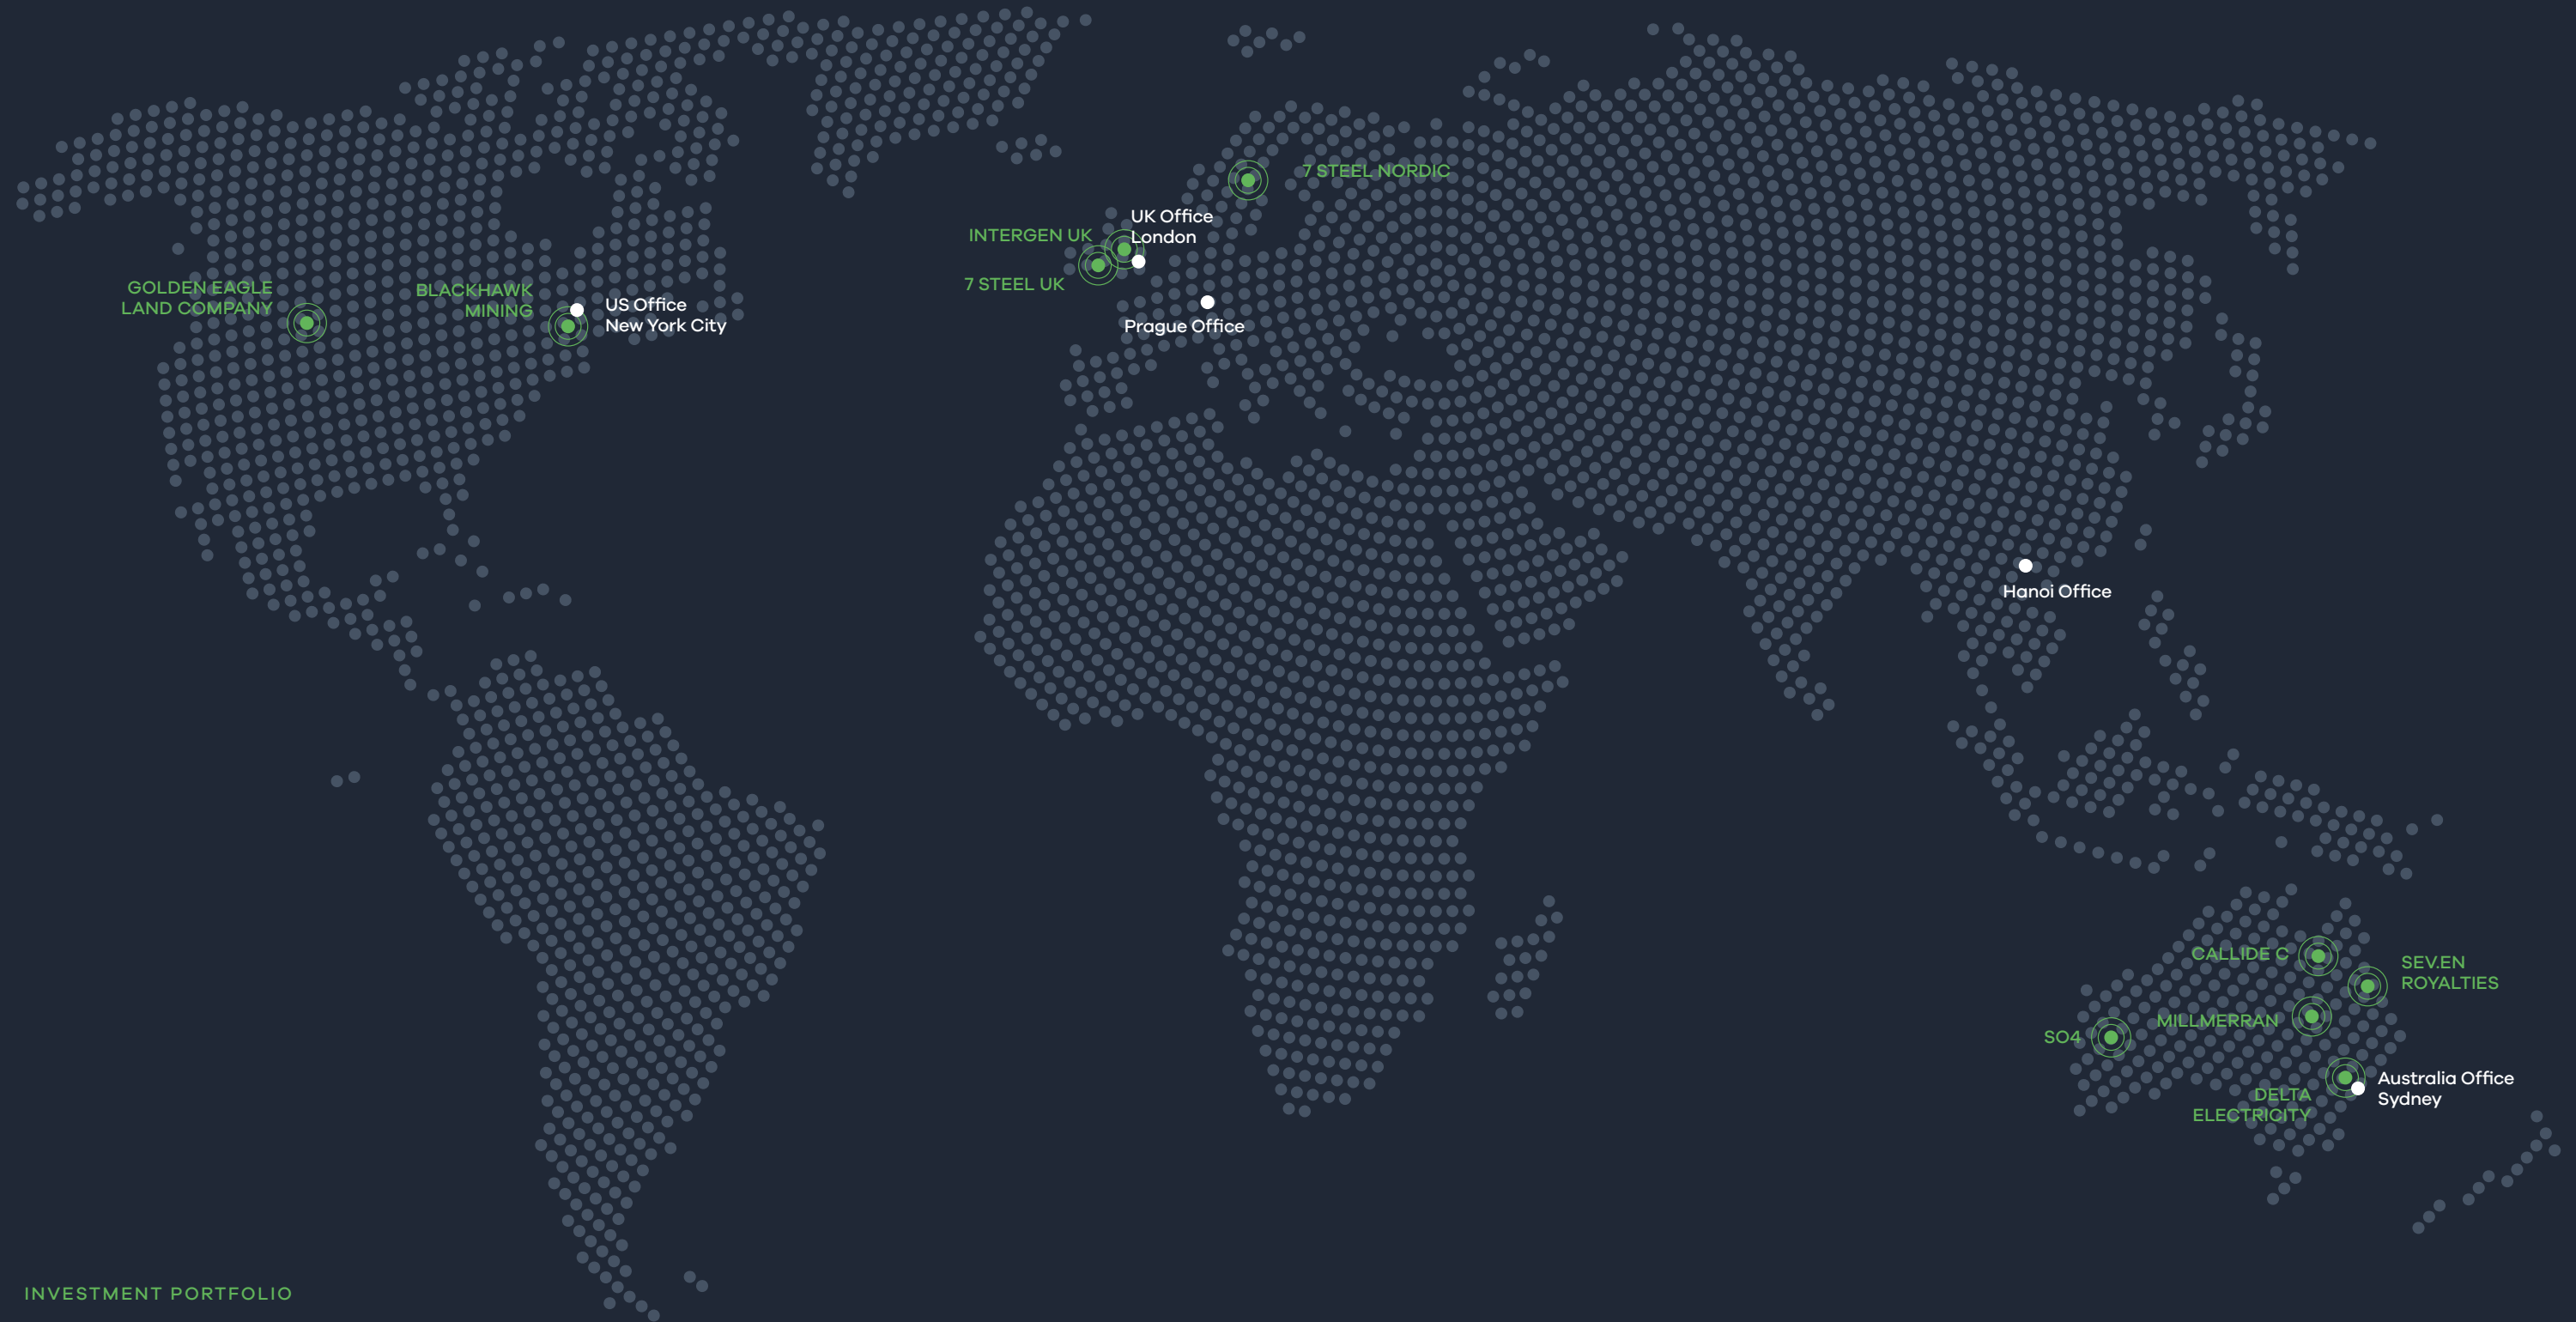 7 STEEL NORDIC
UK Office
London
INTERGEN UK
7 STEEL UK
GOLDEN EAGLE
LAND COMPANY
BLACKHAWK
MINING
US Office
New York City
Prague Office
Hanoi Office
CALLIDE C
SEV.EN
ROYALTIES
MILLMERRAN
SO4
DELTA
ELECTRICITY
Australia Office
Sydney
INVESTMENT PORTFOLIO